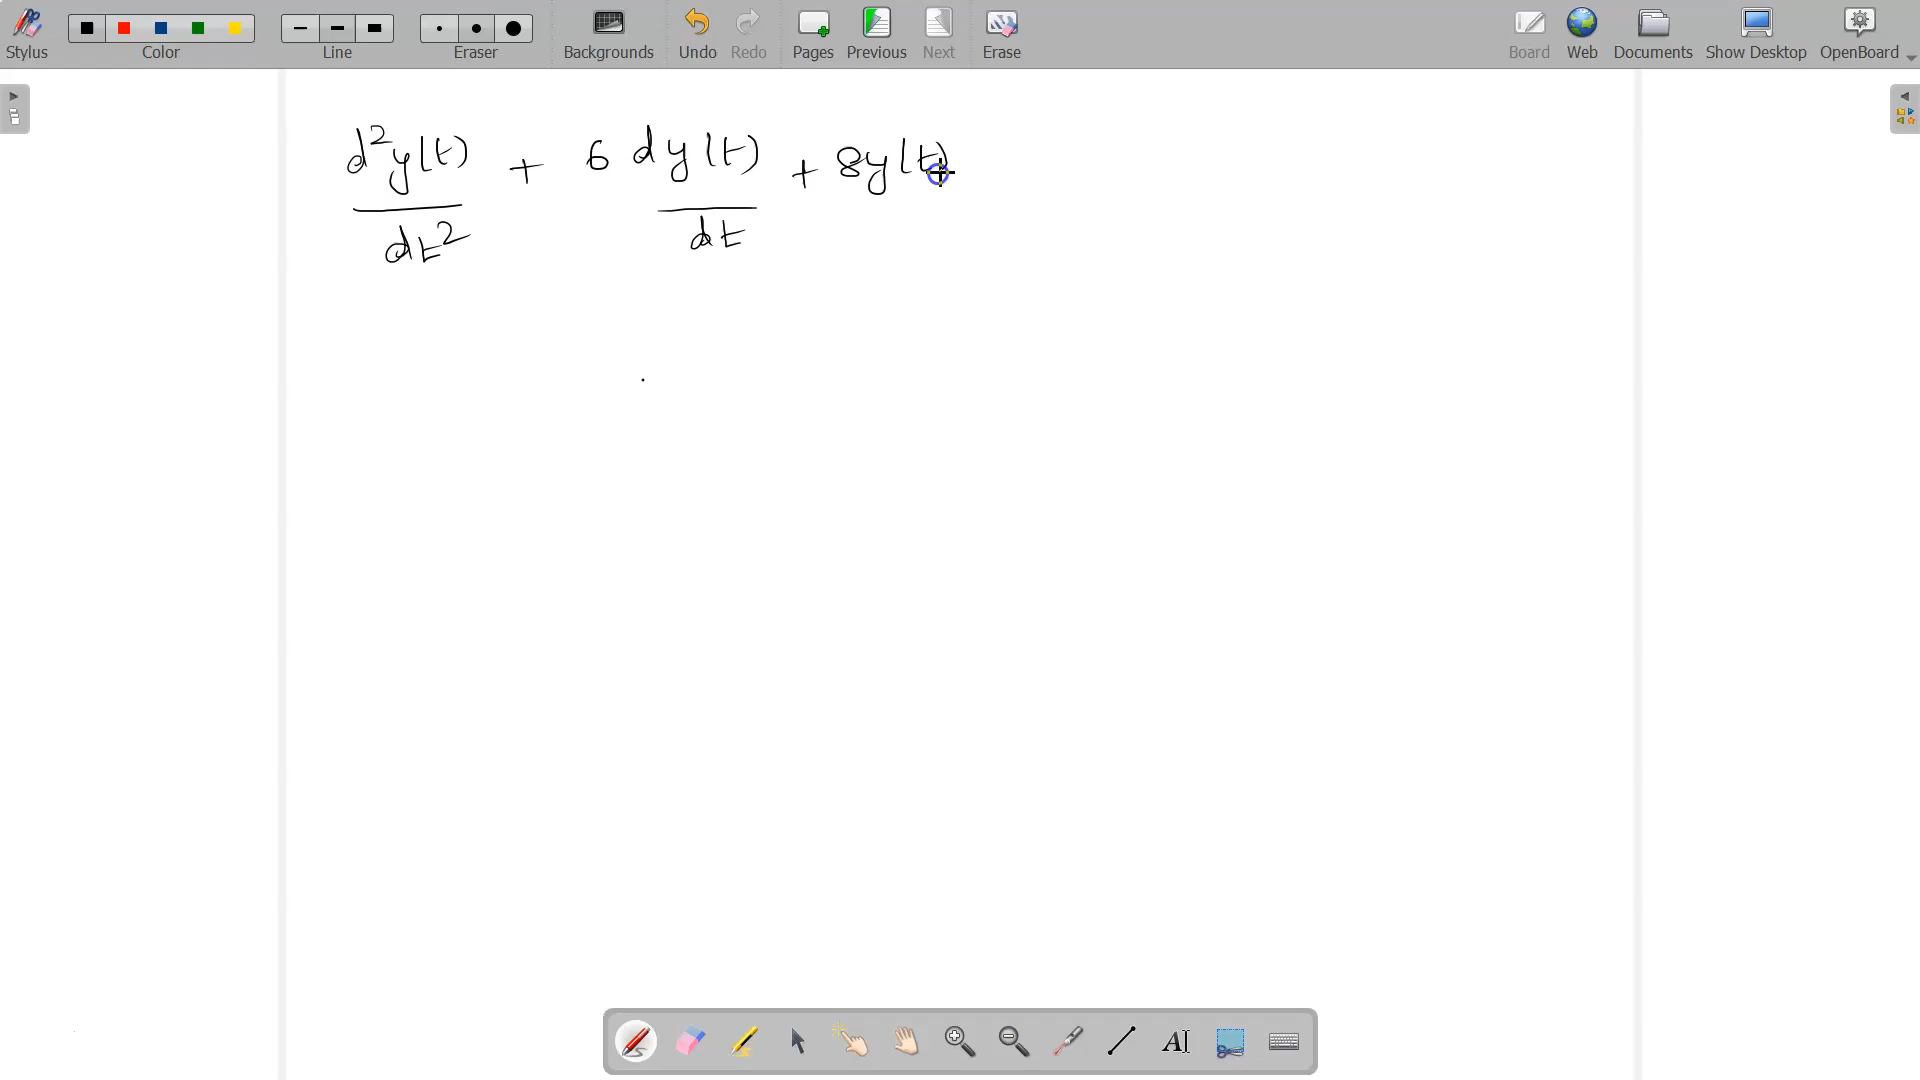 Stylus Color Line Eraser Backgrounds Undo Redo Pages Previous Next Erase Board Web Documents Show Desktop OpenBoard
d²y(t)/dt² + 6 dy(t)/dt + 8y(t)
AI